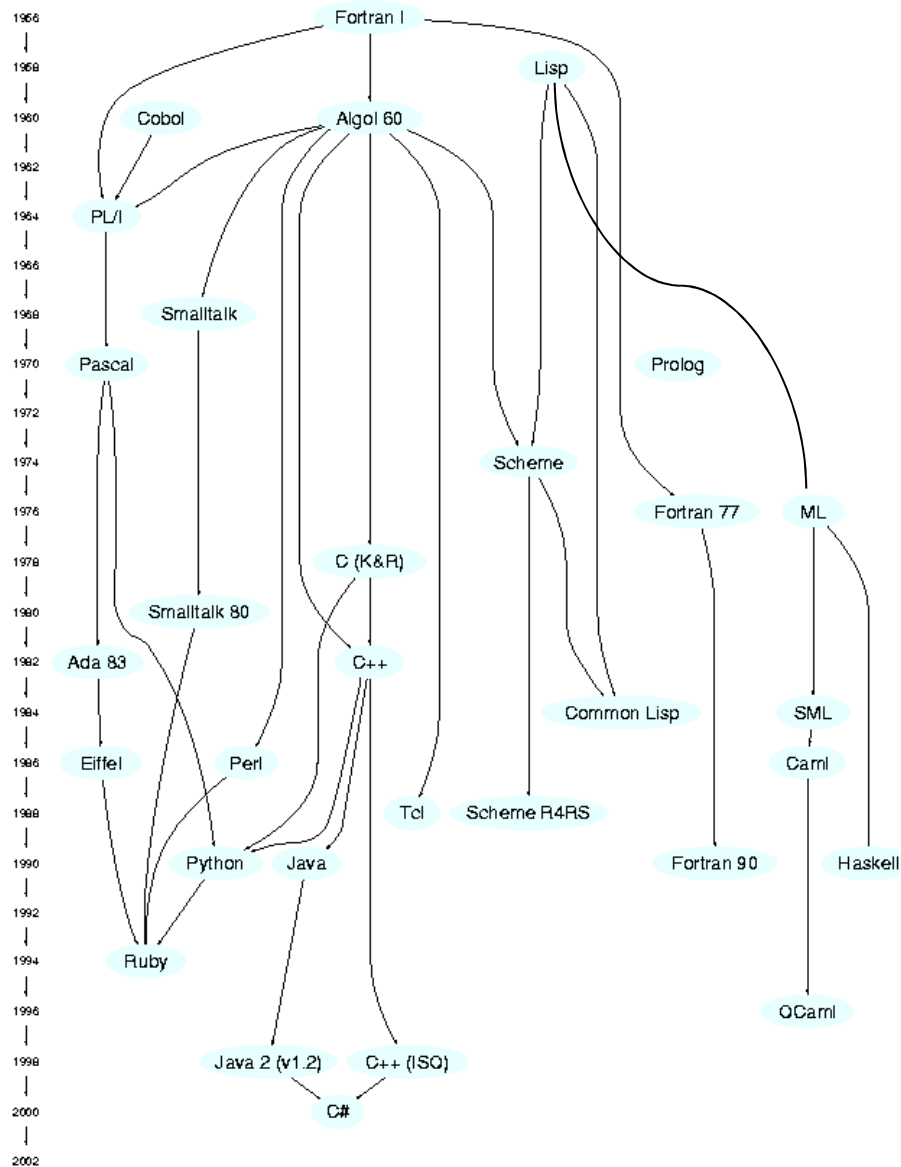 1956 Fortran I
1958 Lisp
1960 Cobol Algol 60
1962
1964 PL/I
1966
1968 Smalltalk
1970 Pascal Prolog
1972
1974 Scheme
1976 Fortran 77 ML
1978 C (K&R)
1980 Smalltalk 80
1982 Ada 83 C++
1984 Common Lisp SML
1986 Eiffel Perl Caml
1988 Tcl Scheme R4RS
1990 Python Java Fortran 90 Haskell
1992
1994 Ruby
1996 OCaml
1998 Java 2 (v1.2) C++ (ISO)
2000 C#
2002